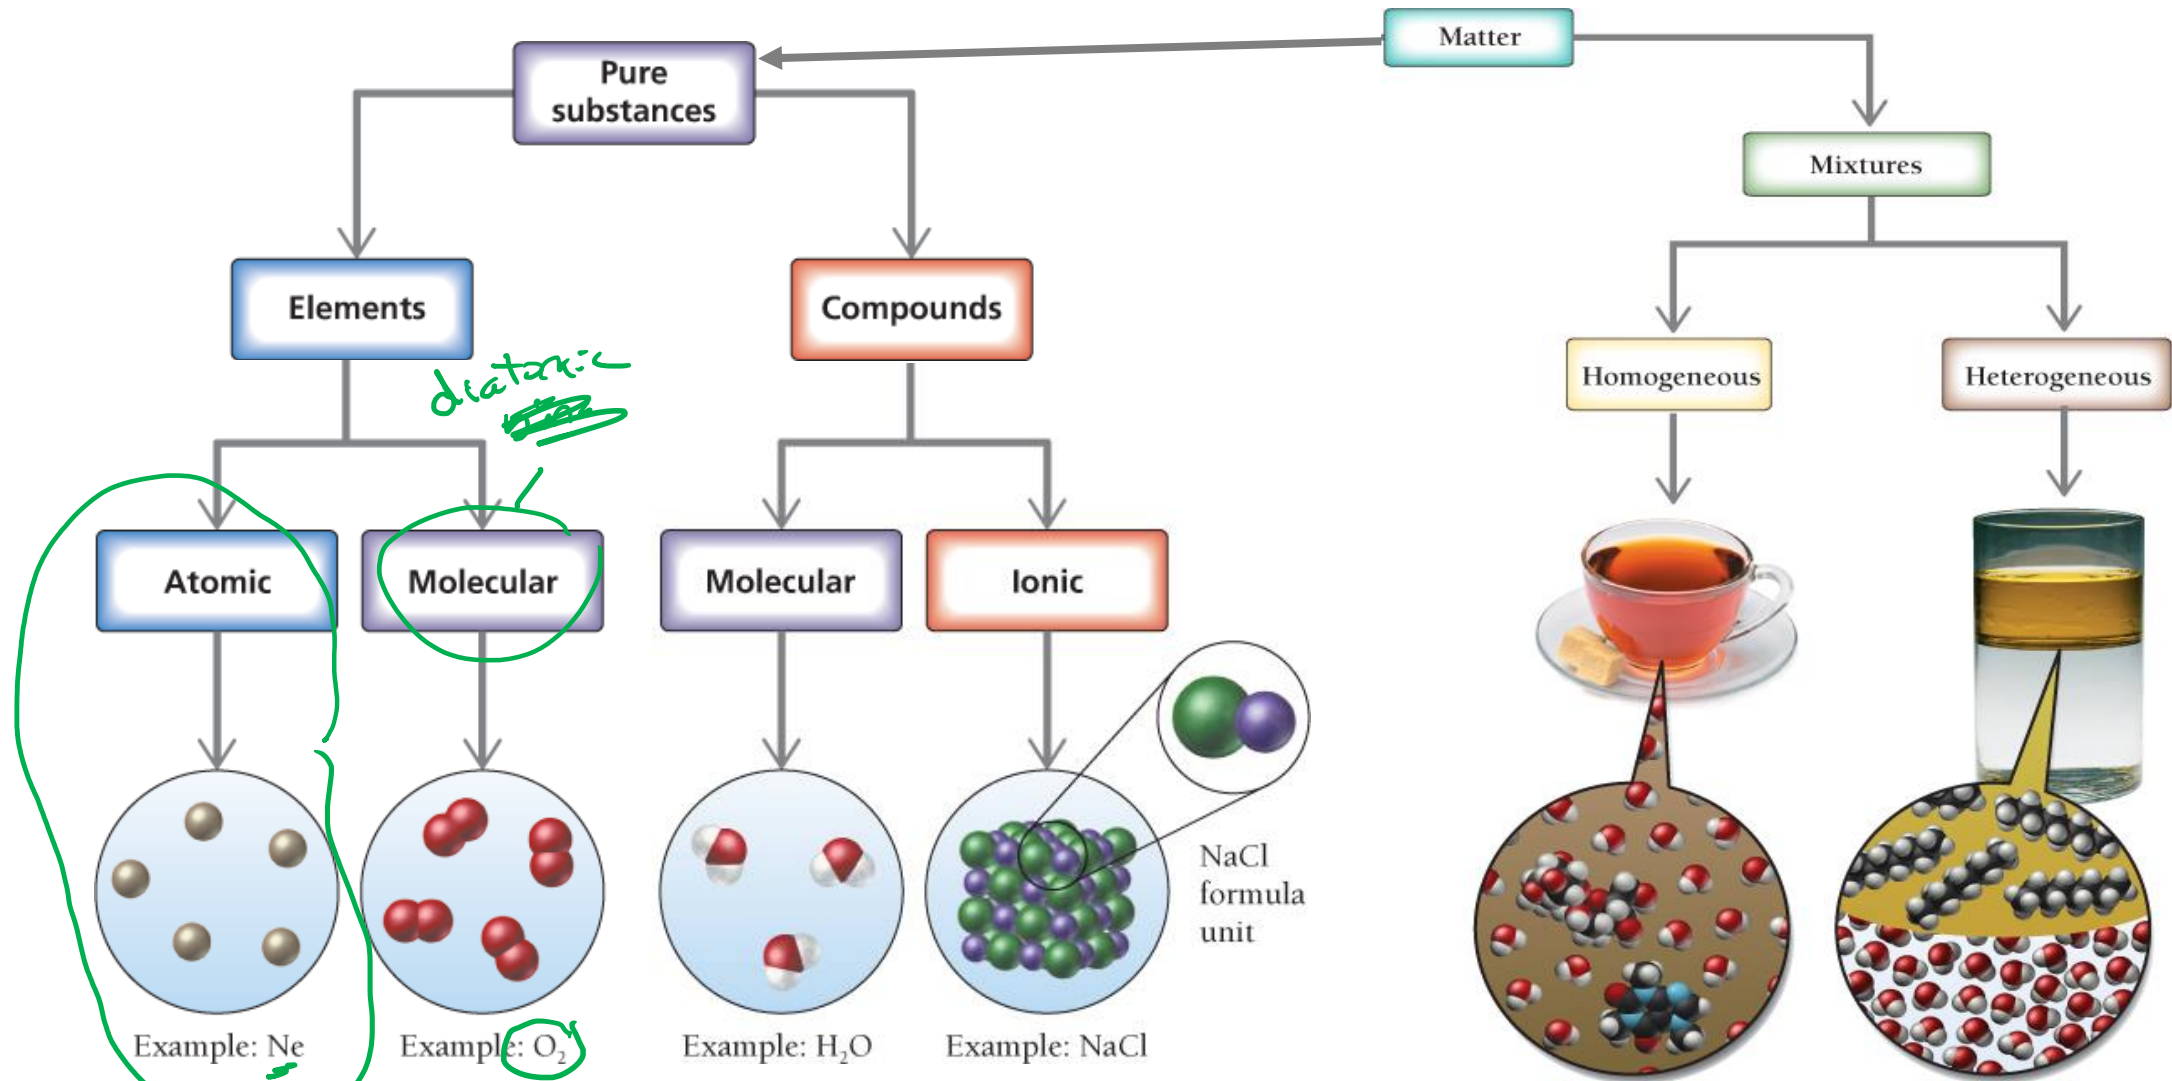 Matter
Pure
substances
Mixtures
Elements
Compounds
diatomic
Homogeneous
Heterogeneous
Atomic
Molecular
Molecular
Ionic
NaCl
formula
unit
Example: Ne
Example: O₂
Example: H₂O
Example: NaCl